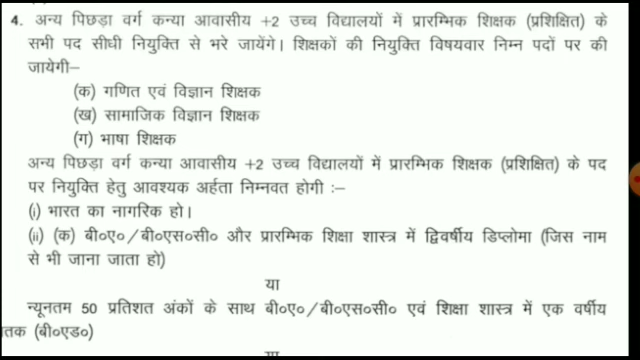 4. अन्य पिछड़ा वर्ग कन्या आवासीय +2 उच्च विद्यालयों में प्रारम्भिक शिक्षक (प्रशिक्षित) के
सभी पद सीधी नियुक्ति से भरे जायेंगे। शिक्षकों की नियुक्ति विषयवार निम्न पदों पर की
जायेगी–
(क) गणित एवं विज्ञान शिक्षक
(ख) सामाजिक विज्ञान शिक्षक
(ग) भाषा शिक्षक
अन्य पिछड़ा वर्ग कन्या आवासीय +2 उच्च विद्यालयों में प्रारम्भिक शिक्षक (प्रशिक्षित) के पद
पर नियुक्ति हेतु आवश्यक अर्हता निम्नवत होगी :–
(i) भारत का नागरिक हो।
(ii) (क) बी०ए०/बी०एस०सी० और प्रारम्भिक शिक्षा शास्त्र में द्विवर्षीय डिप्लोमा (जिस नाम
से भी जाना जाता हो)
या
न्यूनतम 50 प्रतिशत अंकों के साथ बी०ए०/बी०एस०सी० एवं शिक्षा शास्त्र में एक वर्षीय
तक (बी०एड०)